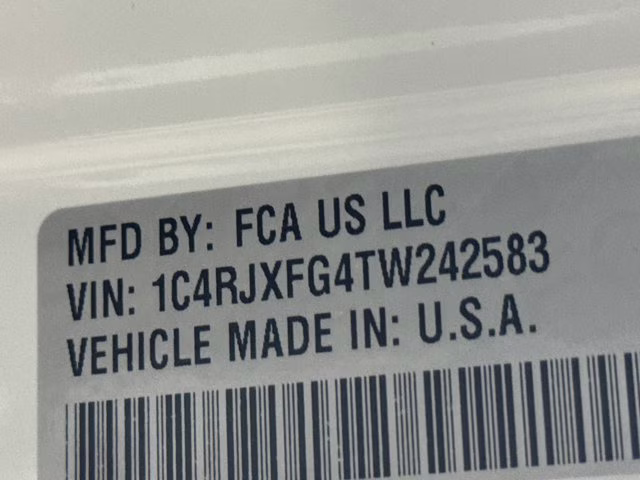 MFD BY: FCA US LLC
VIN: 1C4RJXFG4TW242583
VEHICLE MADE IN: U.S.A.